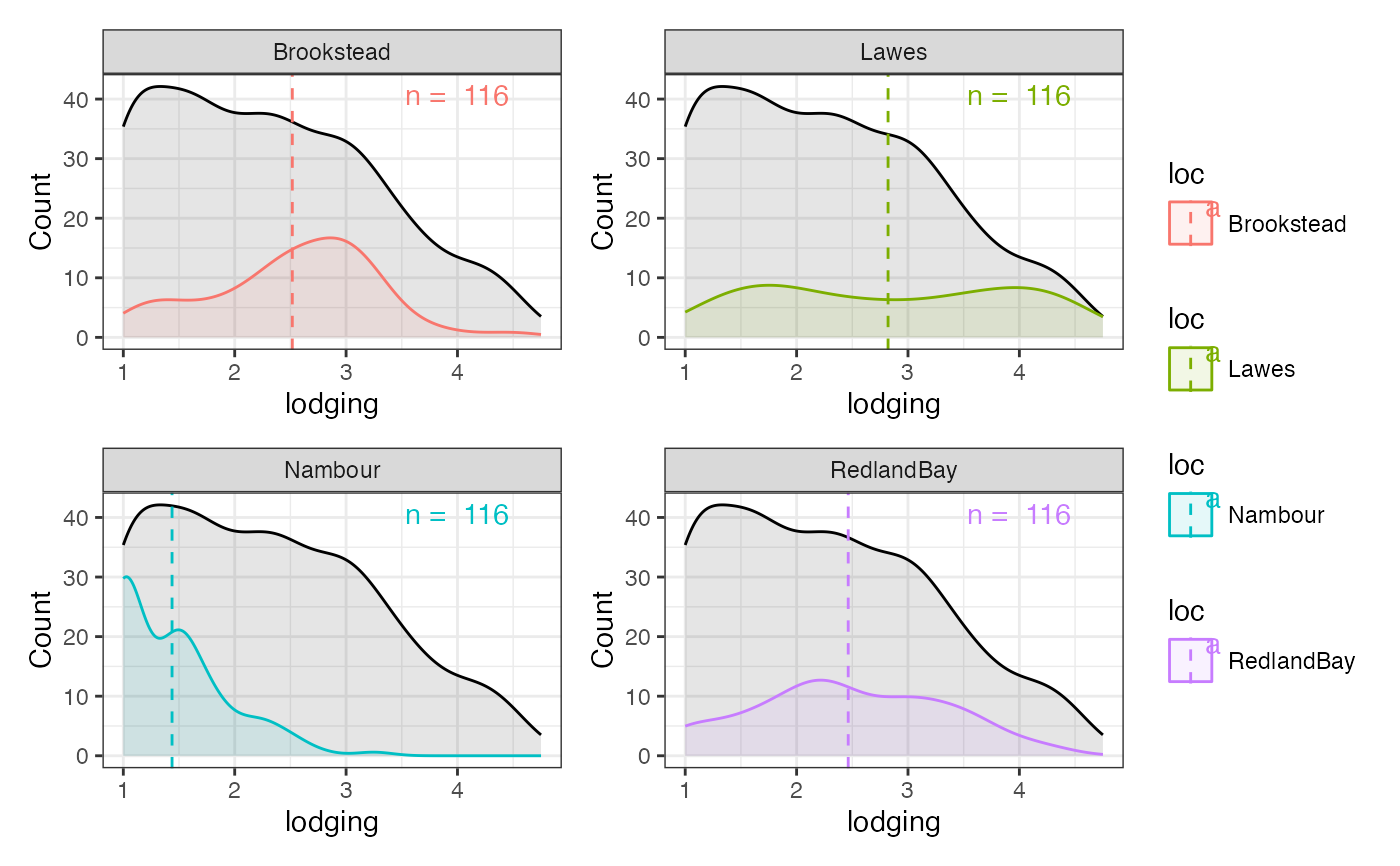 Brookstead
n = 116
40
30
20
10
0
Count
1 2 3 4
lodging
Lawes
n = 116
40
30
20
10
0
Count
1 2 3 4
lodging
Nambour
n = 116
40
30
20
10
0
Count
1 2 3 4
lodging
RedlandBay
n = 116
40
30
20
10
0
Count
1 2 3 4
lodging
loc
a Brookstead
loc
a Lawes
loc
a Nambour
loc
a RedlandBay